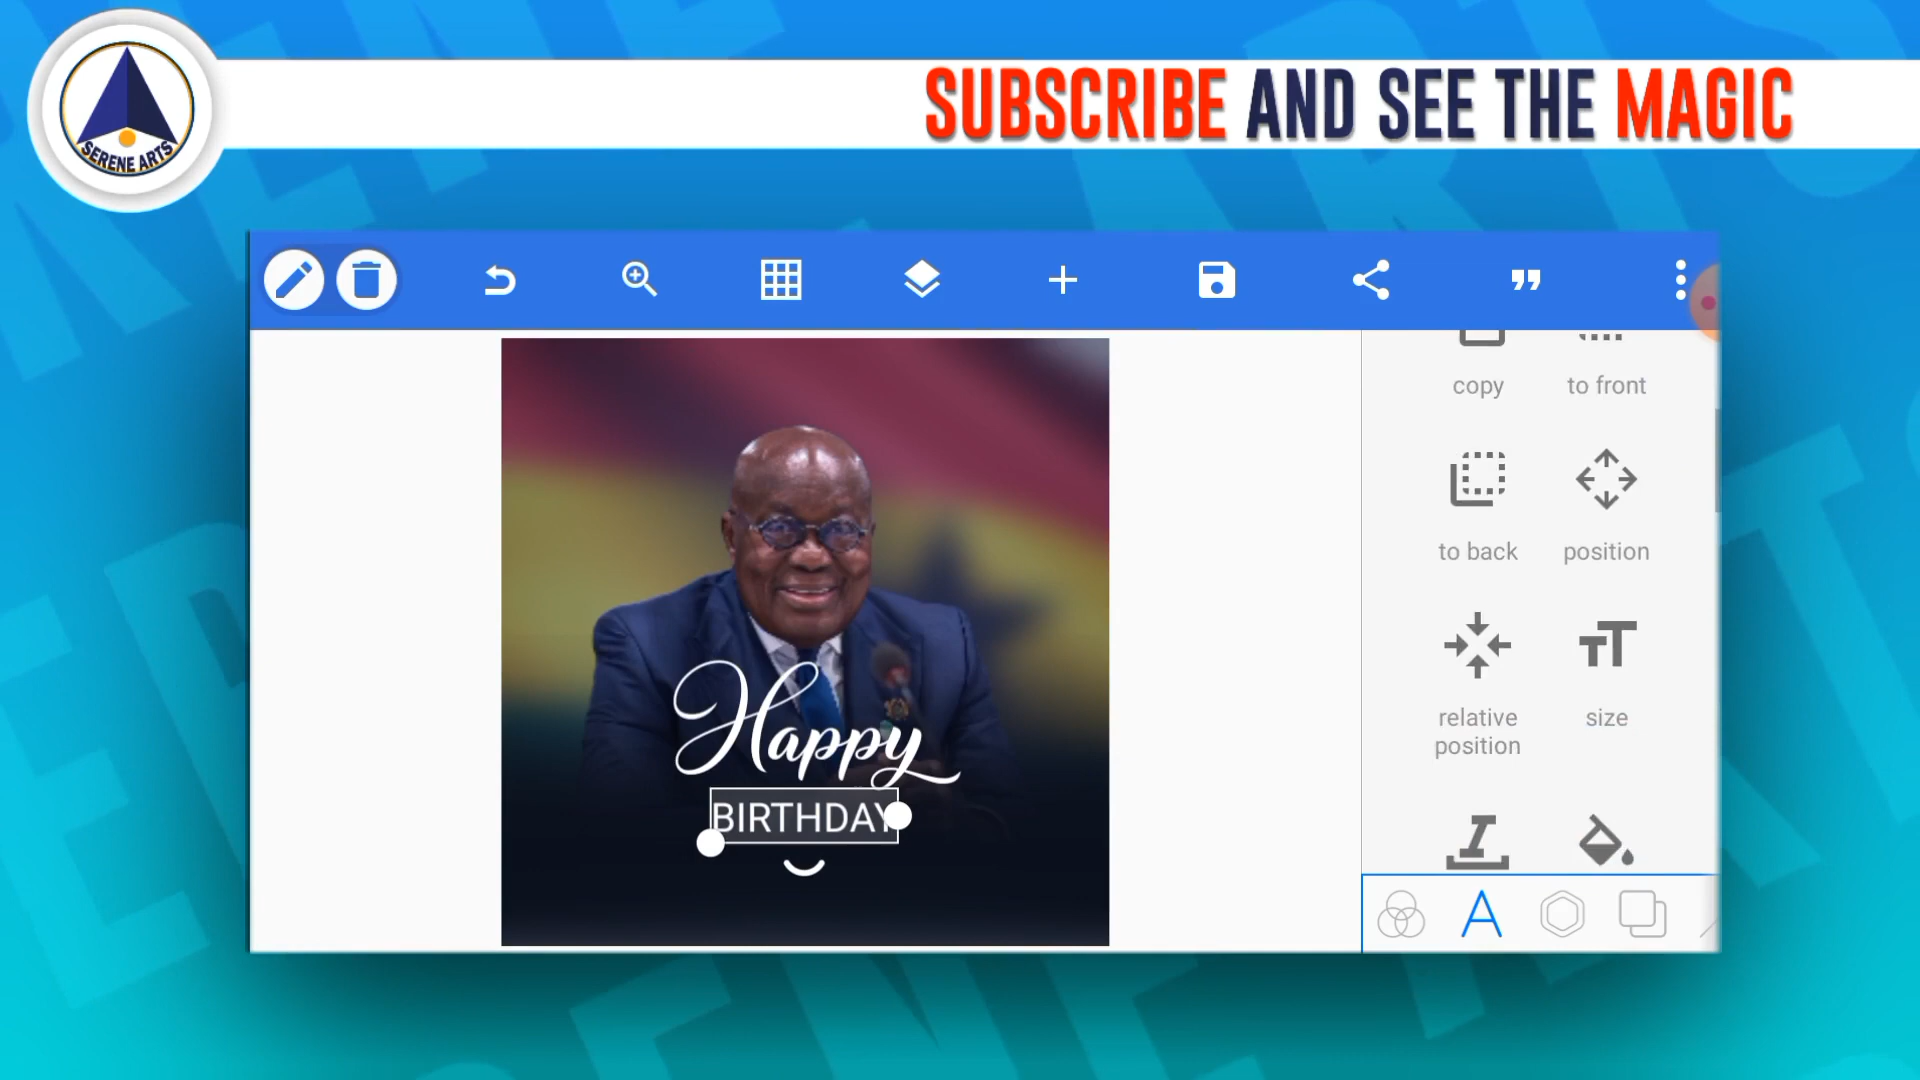 SUBSCRIBE AND SEE THE MAGIC
SERENE ARTS
copy
to front
to back
position
relative
position
size
Happy
BIRTHDAY